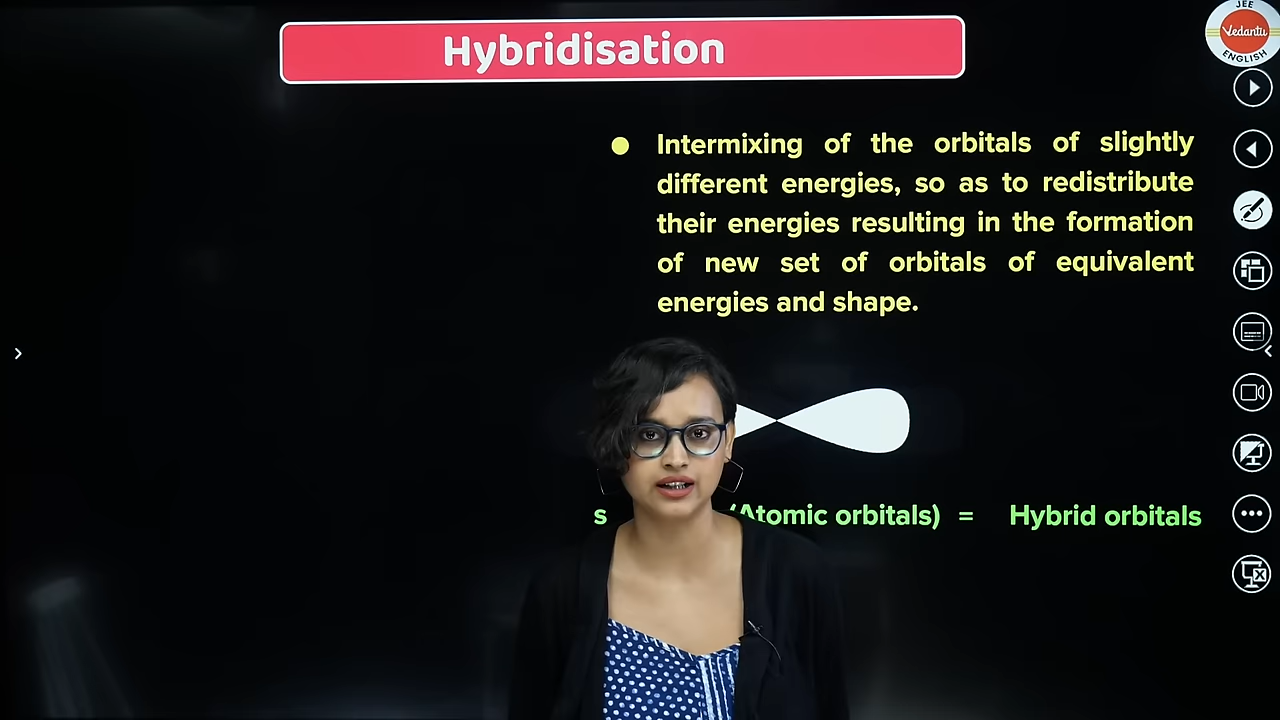 Hybridisation
JEE
Vedantu
ENGLISH
Intermixing of the orbitals of slightly
different energies, so as to redistribute
their energies resulting in the formation
of new set of orbitals of equivalent
energies and shape.
s (Atomic orbitals) = Hybrid orbitals